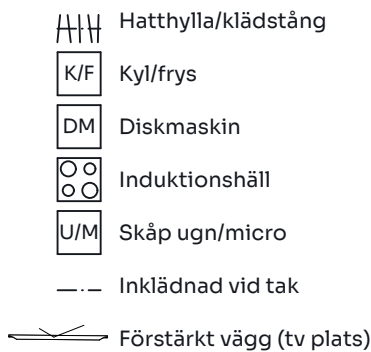 Hatthylla/klädstång
K/F Kyl/frys
DM Diskmaskin
Induktionshäll
U/M Skåp ugn/micro
Inklädnad vid tak
Förstärkt vägg (tv plats)